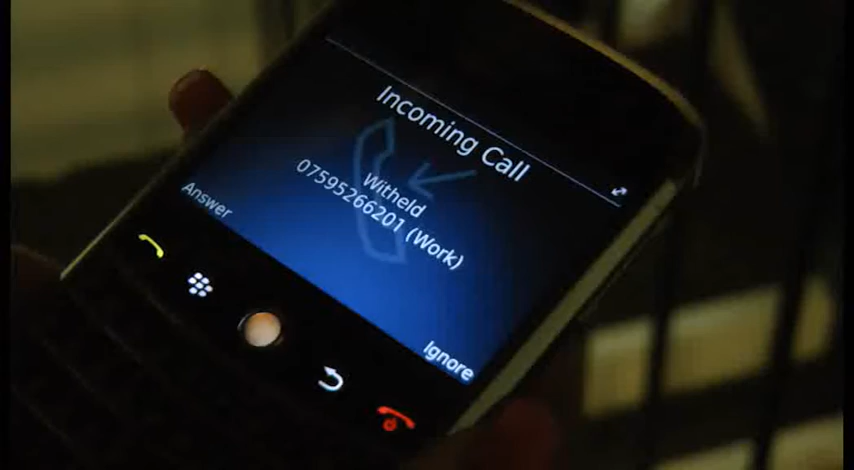 Incoming Call
Witheld
07595266201 (Work)
Answer
Ignore